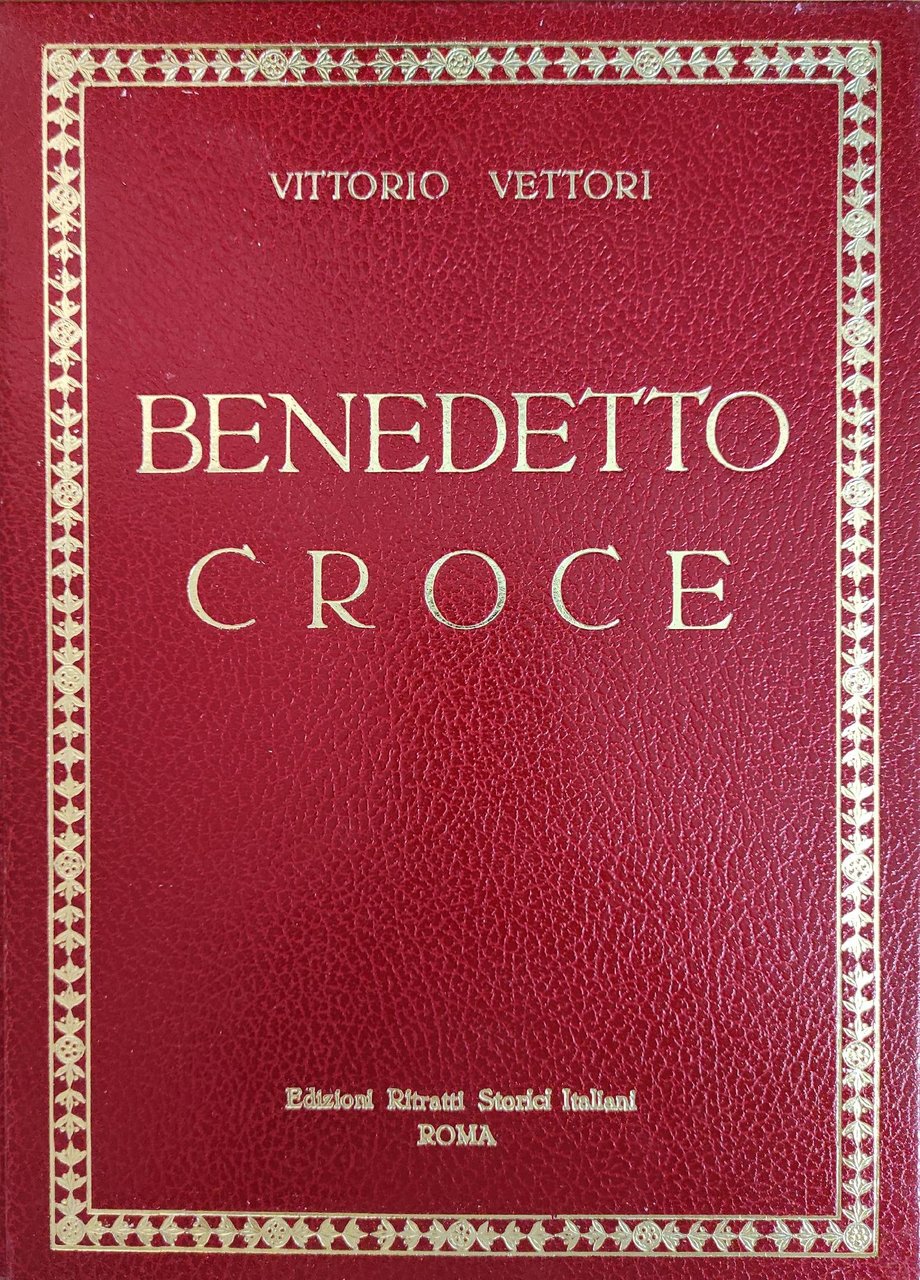 VITTORIO VETTORI
BENEDETTO
CROCE
Edizioni Ritratti Storici Italiani
ROMA